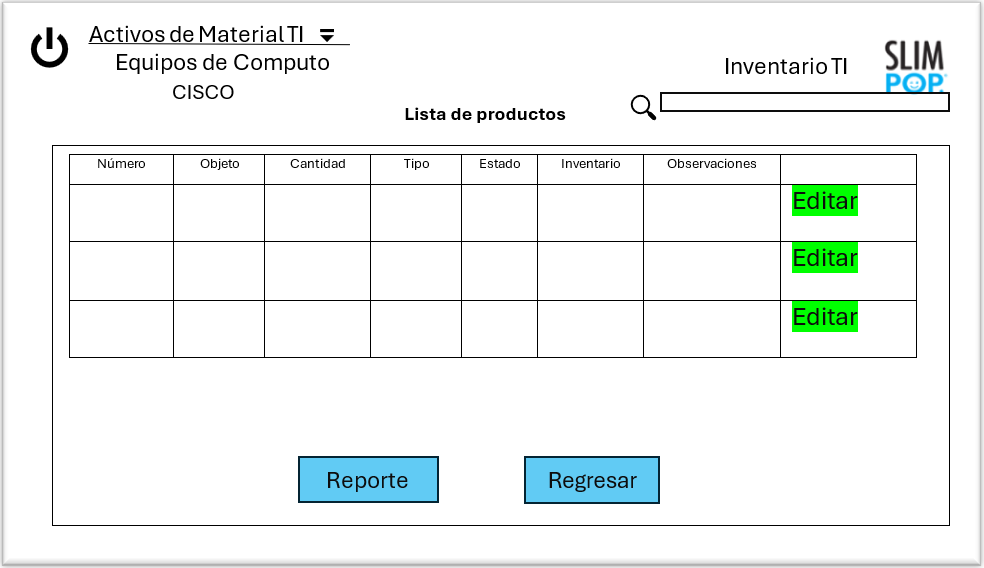 Activos de Material TI
Equipos de Computo
CISCO
Inventario TI
SLIM
POP
Lista de productos
Número Objeto Cantidad Tipo Estado Inventario Observaciones
Editar
Editar
Editar
Reporte Regresar